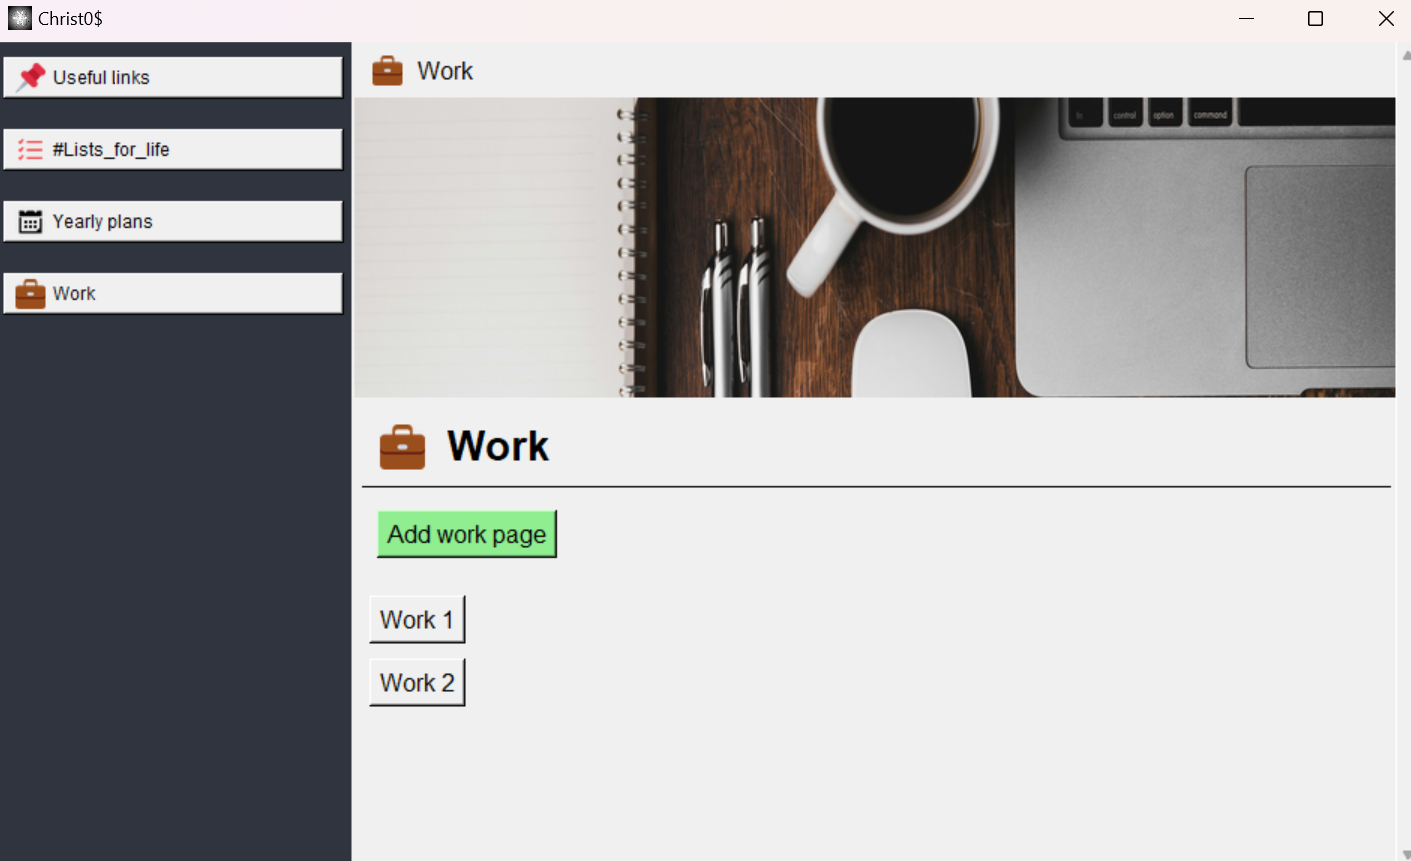 Christ0$
Useful links
#Lists_for_life
Yearly plans
Work
Work
fn control option command
Work
Add work page
Work 1
Work 2